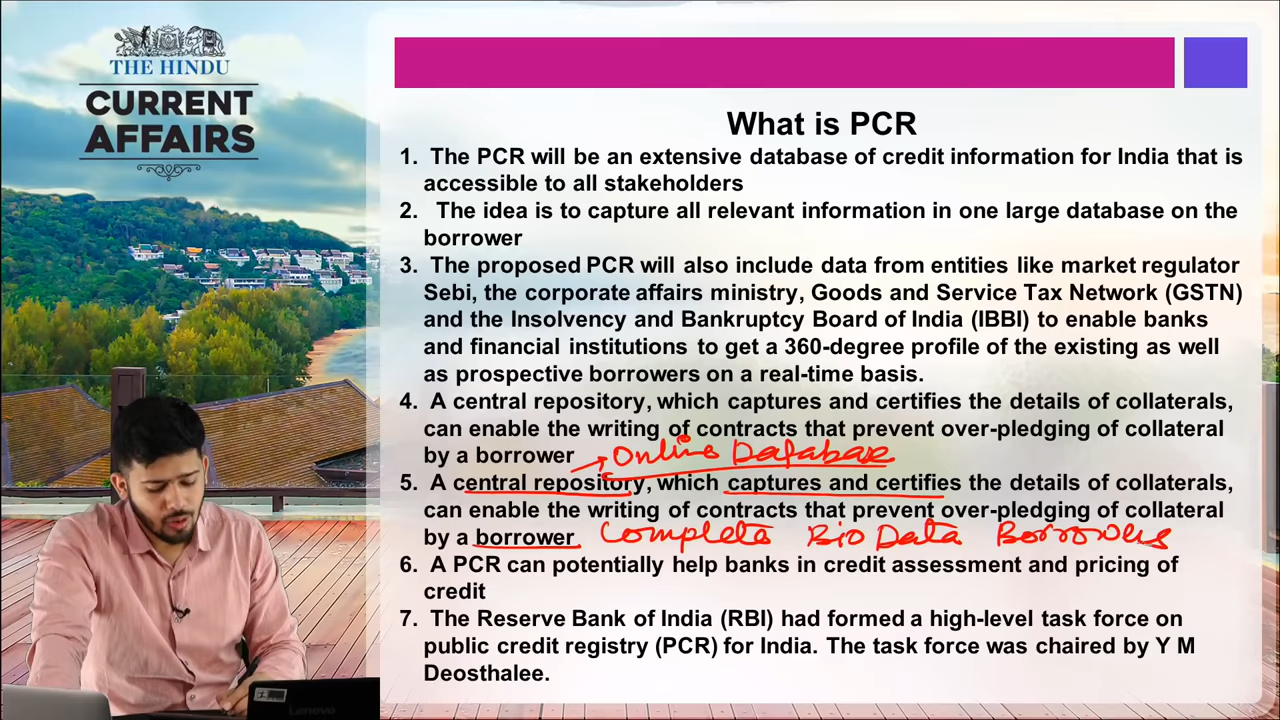 THE HINDU
CURRENT
AFFAIRS
What is PCR
1. The PCR will be an extensive database of credit information for India that is
accessible to all stakeholders
2. The idea is to capture all relevant information in one large database on the
borrower
3. The proposed PCR will also include data from entities like market regulator
Sebi, the corporate affairs ministry, Goods and Service Tax Network (GSTN)
and the Insolvency and Bankruptcy Board of India (IBBI) to enable banks
and financial institutions to get a 360-degree profile of the existing as well
as prospective borrowers on a real-time basis.
4. A central repository, which captures and certifies the details of collaterals,
can enable the writing of contracts that prevent over-pledging of collateral
by a borrower → Online Database
5. A central repository, which captures and certifies the details of collaterals,
can enable the writing of contracts that prevent over-pledging of collateral
by a borrower Complete Bio Data Borrowers
6. A PCR can potentially help banks in credit assessment and pricing of
credit
7. The Reserve Bank of India (RBI) had formed a high-level task force on
public credit registry (PCR) for India. The task force was chaired by Y M
Deosthalee.
Lenovo